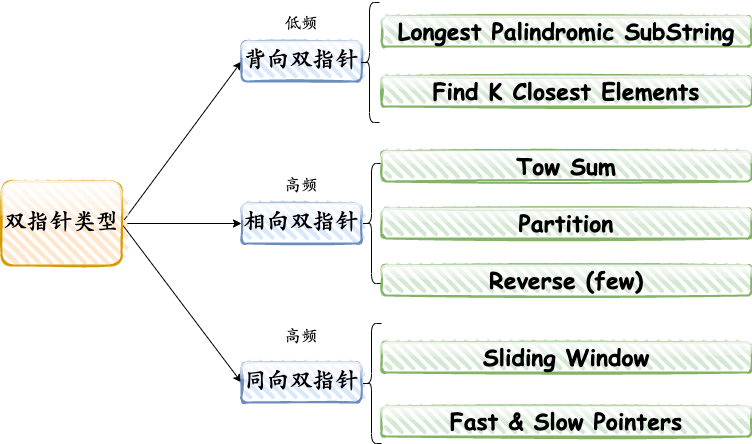 双指针类型
低频
背向双指针
Longest Palindromic SubString
Find K Closest Elements
高频
相向双指针
Tow Sum
Partition
Reverse (few)
高频
同向双指针
Sliding Window
Fast & Slow Pointers